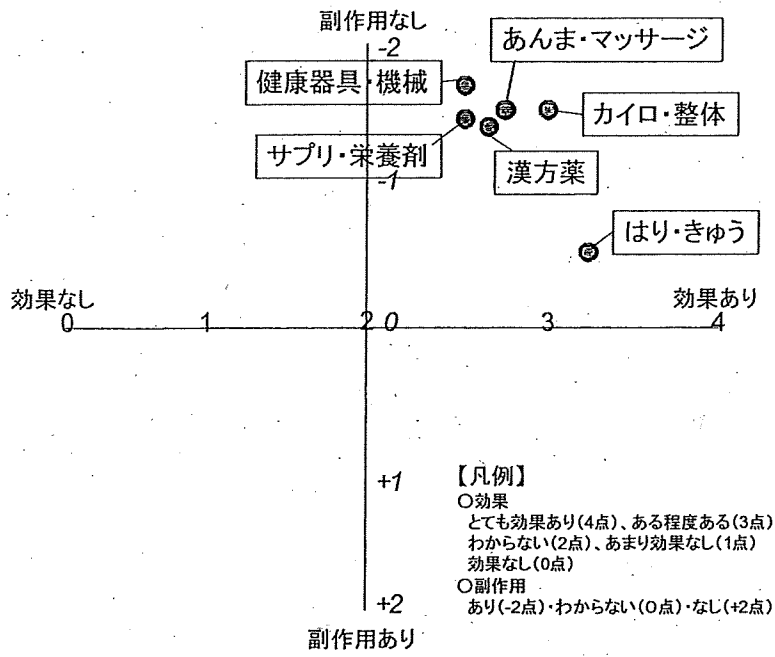 副作用なし
-2
あんま・マッサージ
健康器具・機械
カイロ・整体
サプリ・栄養剤
漢方薬
-1
はり・きゅう
効果なし
効果あり
0 1 2 0 3 4
+1
【凡例】
○効果
とても効果あり(4点)、ある程度ある(3点)
わからない(2点)、あまり効果なし(1点)
効果なし(0点)
○副作用
あり(-2点)・わからない(0点)・なし(+2点)
+2
副作用あり